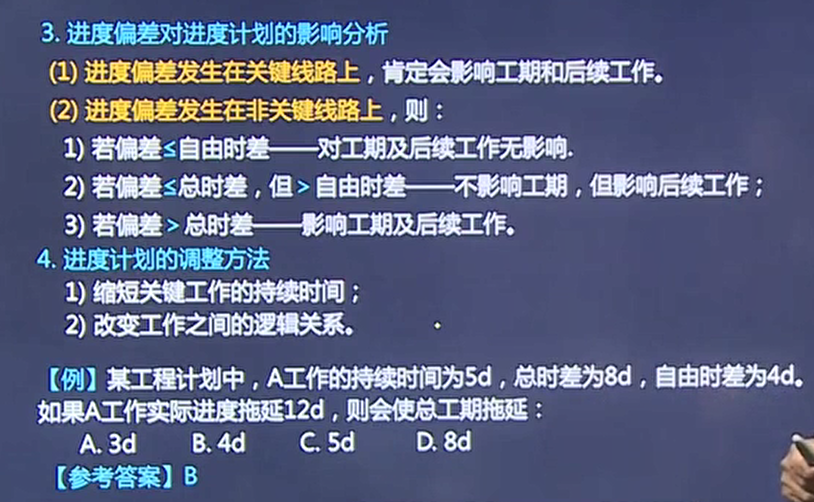 3. 进度偏差对进度计划的影响分析
(1) 进度偏差发生在关键线路上，肯定会影响工期和后续工作。
(2) 进度偏差发生在非关键线路上，则：
1) 若偏差≤自由时差——对工期及后续工作无影响.
2) 若偏差≤总时差，但＞自由时差——不影响工期，但影响后续工作；
3) 若偏差＞总时差——影响工期及后续工作。
4. 进度计划的调整方法
1) 缩短关键工作的持续时间；
2) 改变工作之间的逻辑关系。
【例】某工程计划中，A工作的持续时间为5d，总时差为8d，自由时差为4d。
如果A工作实际进度拖延12d，则会使总工期拖延：
A. 3d B. 4d C. 5d D. 8d
【参考答案】B